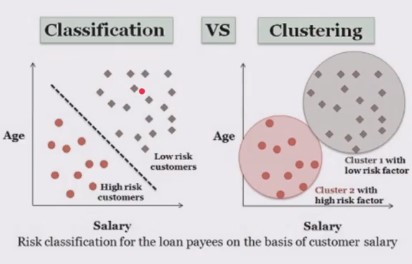 Classification VS Clustering
Age
Low risk
customers
High risk
customers
Salary
Age
Cluster 1 with
low risk factor
Cluster 2 with
high risk factor
Salary
Risk classification for the loan payees on the basis of customer salary